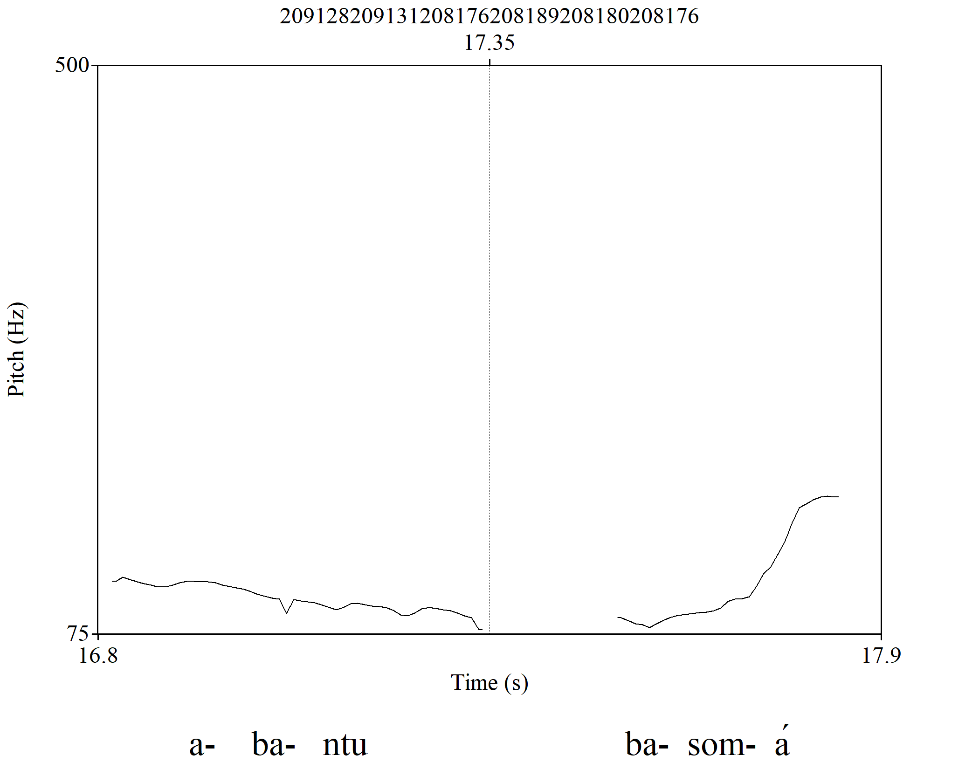 209128209131208176208189208180208176
17.35
500
Pitch (Hz)
75
16.8 17.9
Time (s)
a- ba- ntu ba- som- á